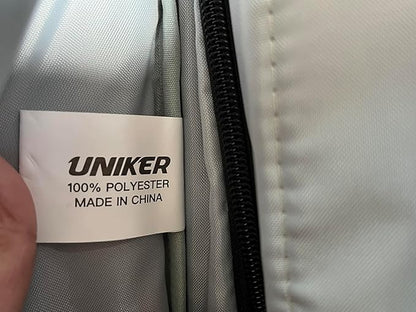 UNIKER
100% POLYESTER
MADE IN CHINA